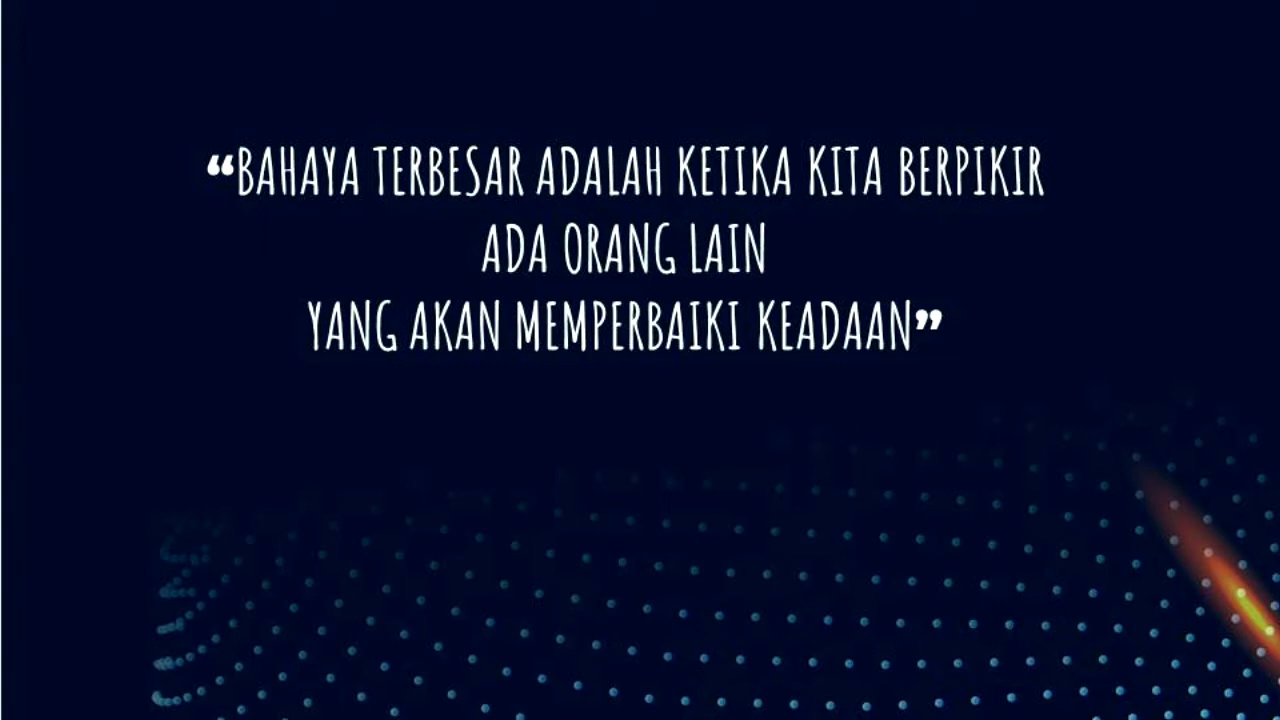 “BAHAYA TERBESAR ADALAH KETIKA KITA BERPIKIR
ADA ORANG LAIN
YANG AKAN MEMPERBAIKI KEADAAN”